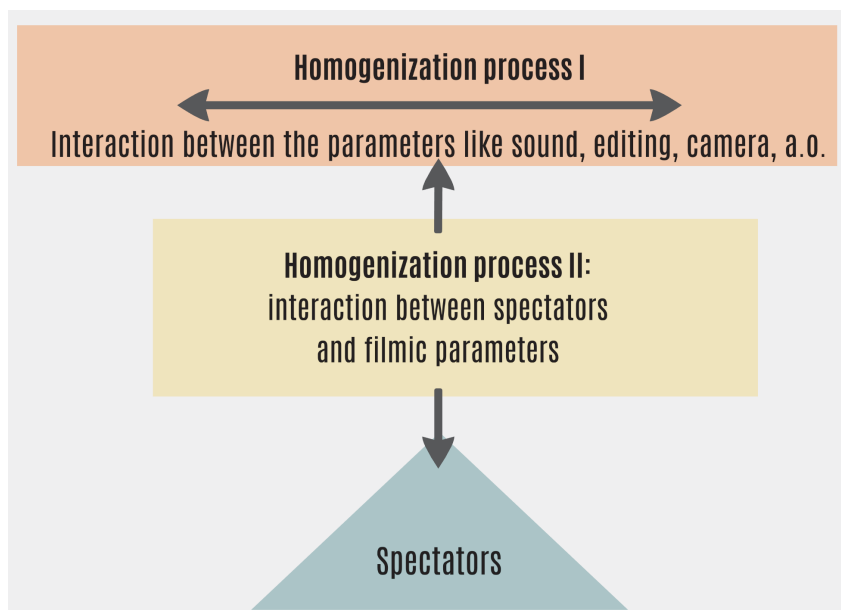 Homogenization process I
Interaction between the parameters like sound, editing, camera, a.o.
Homogenization process II:
interaction between spectators
and filmic parameters
Spectators